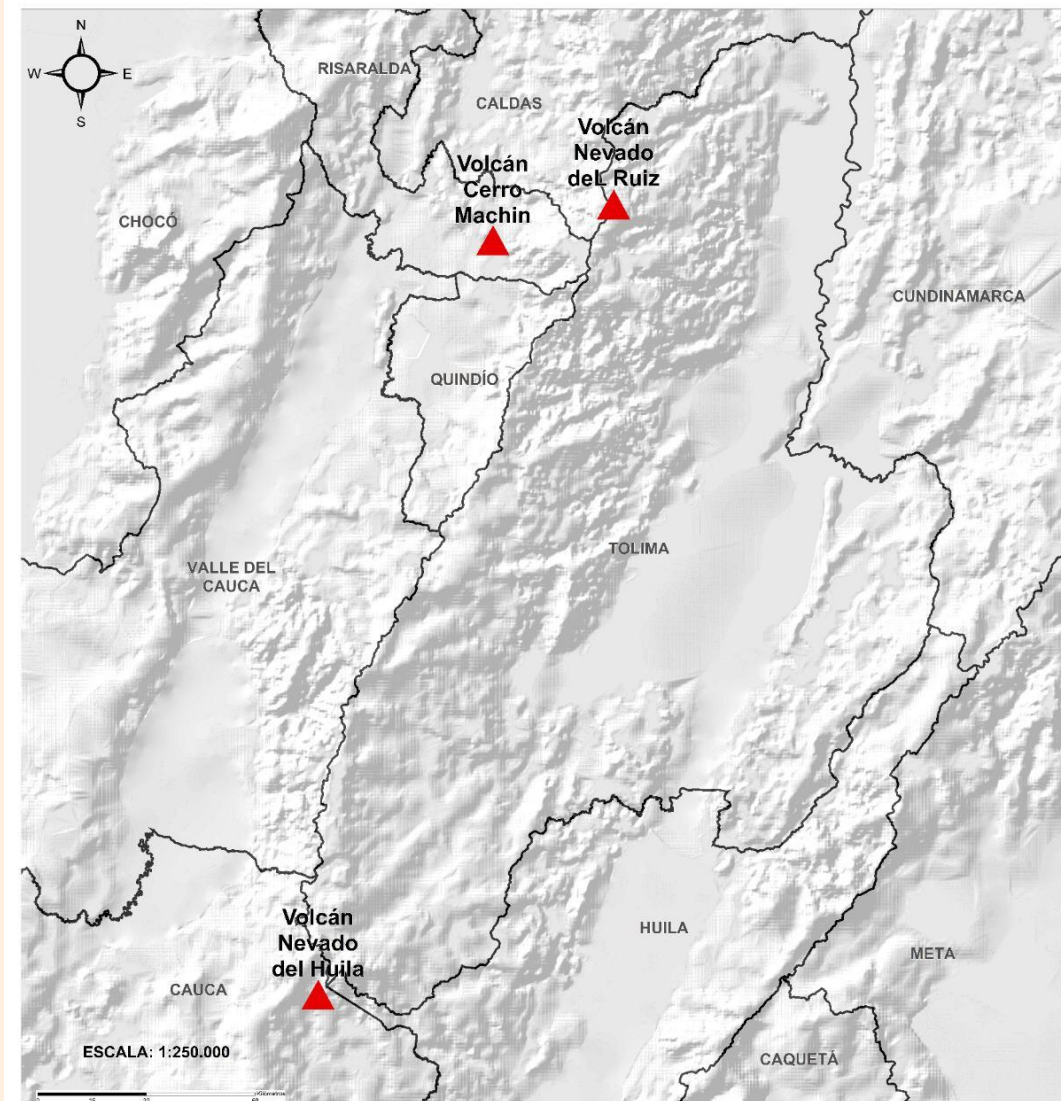 N
W
E
S
RISARALDA
CALDAS
Volcán
Nevado
del Ruiz
Volcán
Cerro
Machin
CHOCÓ
CUNDINAMARCA
QUINDÍO
TOLIMA
VALLE DEL
CAUCA
Volcán
Nevado
del Huila
HUILA
META
CAUCA
ESCALA: 1:250.000
CAQUETÁ